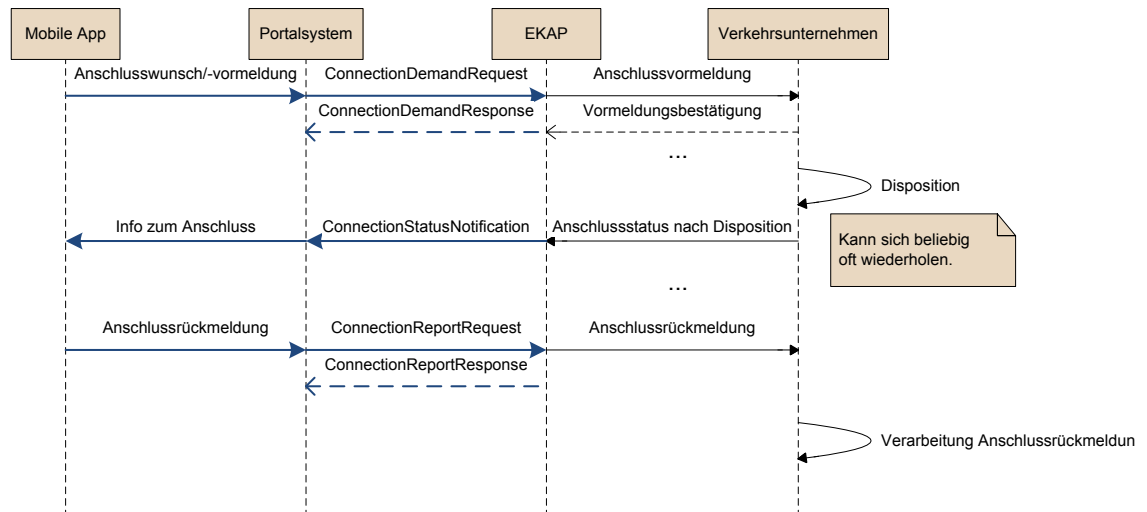 Mobile App
Portalsystem
EKAP
Verkehrsunternehmen
Anschlusswunsch/-vormeldung
ConnectionDemandRequest
Anschlussvormeldung
ConnectionDemandResponse
Vormeldungsbestätigung
...
Disposition
Info zum Anschluss
ConnectionStatusNotification
Anschlussstatus nach Disposition
Kann sich beliebig
oft wiederholen.
...
Anschlussrückmeldung
ConnectionReportRequest
Anschlussrückmeldung
ConnectionReportResponse
Verarbeitung Anschlussrückmeldun